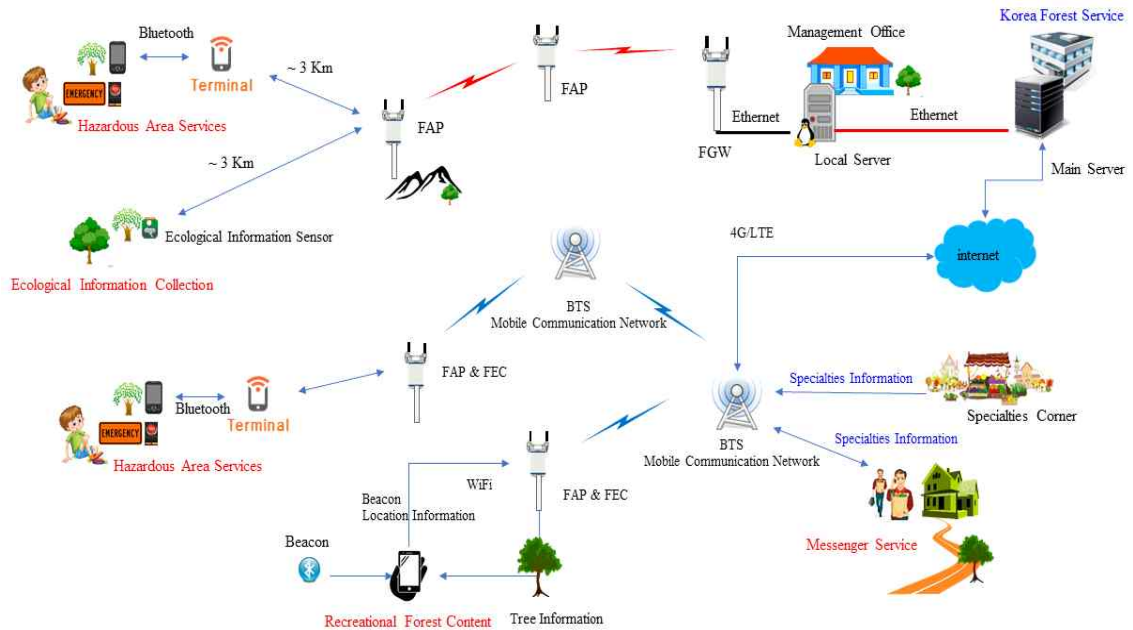 Korea Forest Service
Bluetooth
Management Office
~ 3 Km
EMERGENCY
Terminal
FAP
Hazardous Area Services
FAP
Ethernet
Ethernet
FGW
Local Server
~ 3 Km
Main Server
Ecological Information Sensor
4G/LTE
internet
Ecological Information Collection
BTS
Mobile Communication Network
FAP & FEC
Specialties Information
Bluetooth
Terminal
Specialties Corner
EMERGENCY
BTS
Mobile Communication Network
Specialties Information
Hazardous Area Services
WiFi
FAP & FEC
Beacon
Location Information
Beacon
Messenger Service
Recreational Forest Content
Tree Information